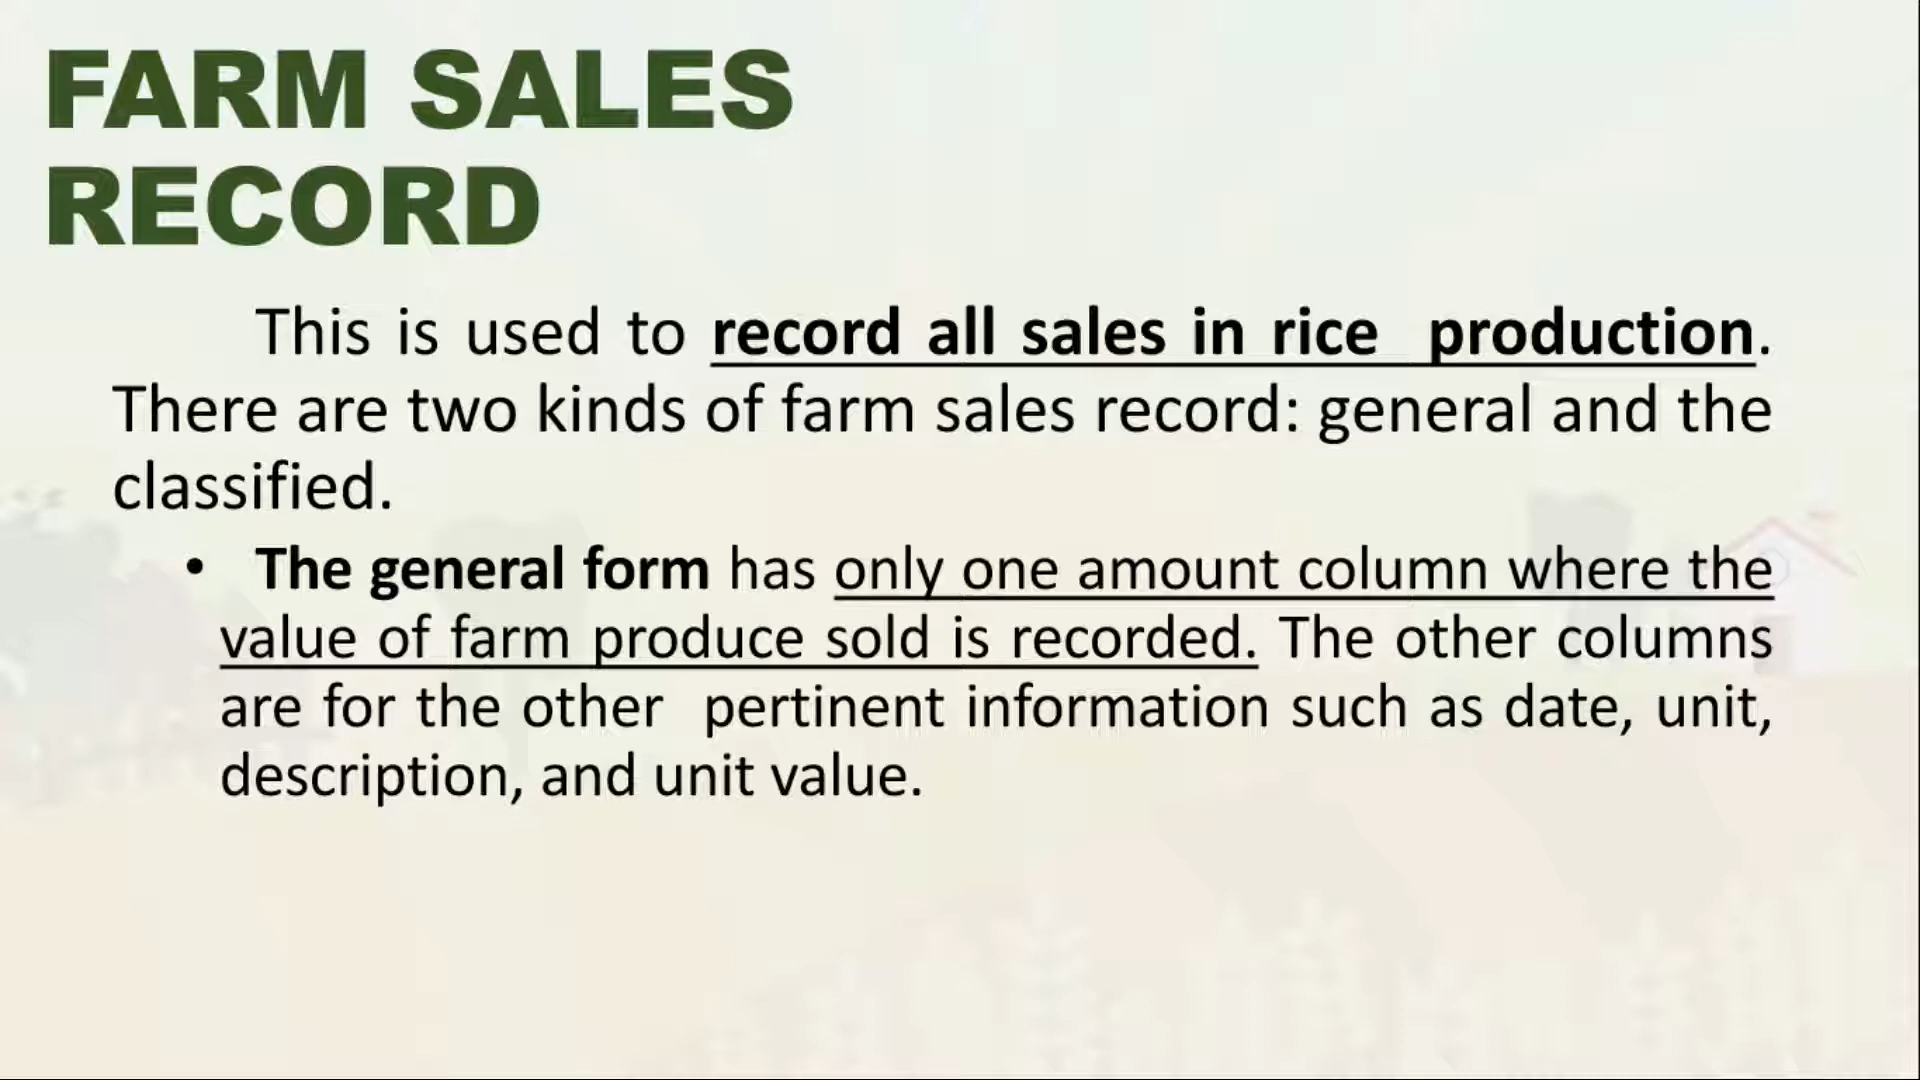 FARM SALES
RECORD
This is used to record all sales in rice production.
There are two kinds of farm sales record: general and the
classified.
• The general form has only one amount column where the
value of farm produce sold is recorded. The other columns
are for the other pertinent information such as date, unit,
description, and unit value.